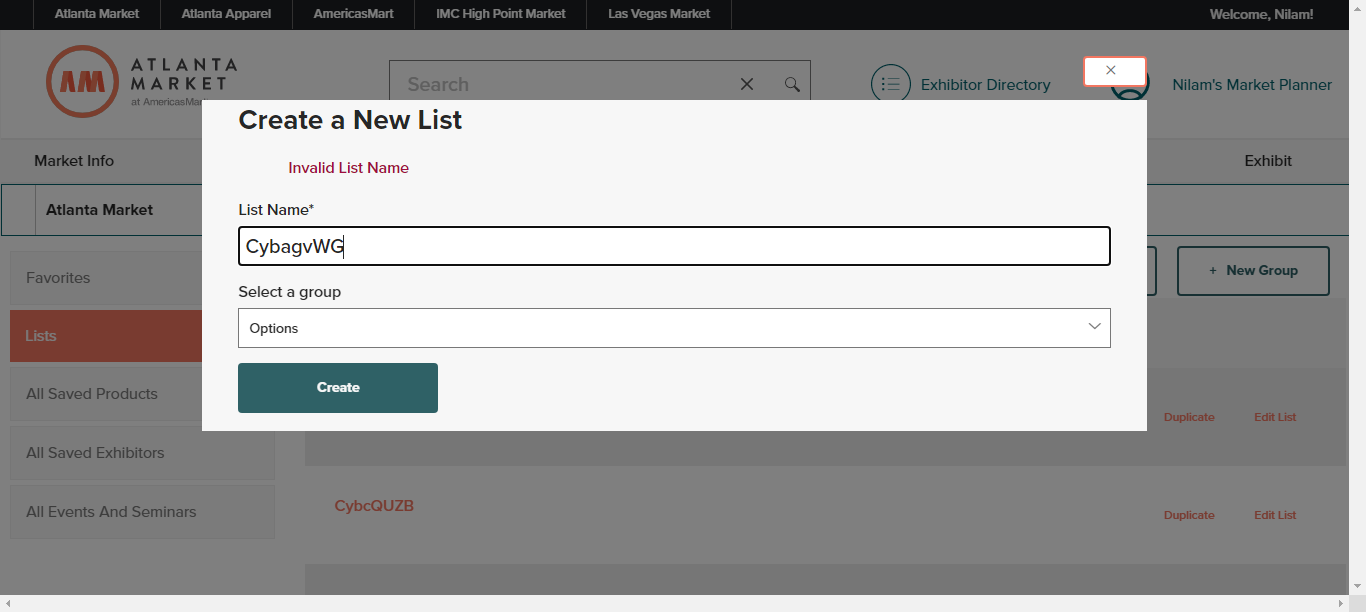 Atlanta Market
Atlanta Apparel
AmericasMart
IMC High Point Market
Las Vegas Market
Welcome, Nilam!
AM
ATLANTA
MARKET
at AmericasMar
Search
Exhibitor Directory
Nilam's Market Planner
Market Info
Exhibit
Atlanta Market
Create a New List
Invalid List Name
List Name*
CybagvWG
Select a group
Options
Create
+ New Group
Favorites
Lists
All Saved Products
All Saved Exhibitors
All Events And Seminars
Duplicate
Edit List
CybcQUZB
Duplicate
Edit List